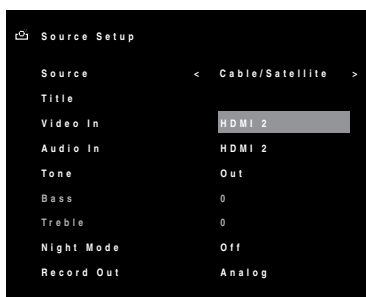 Source Setup
Source < Cable/Satellite >
Title
Video In HDMI 2
Audio In HDMI 2
Tone Out
Bass 0
Treble 0
Night Mode Off
Record Out Analog